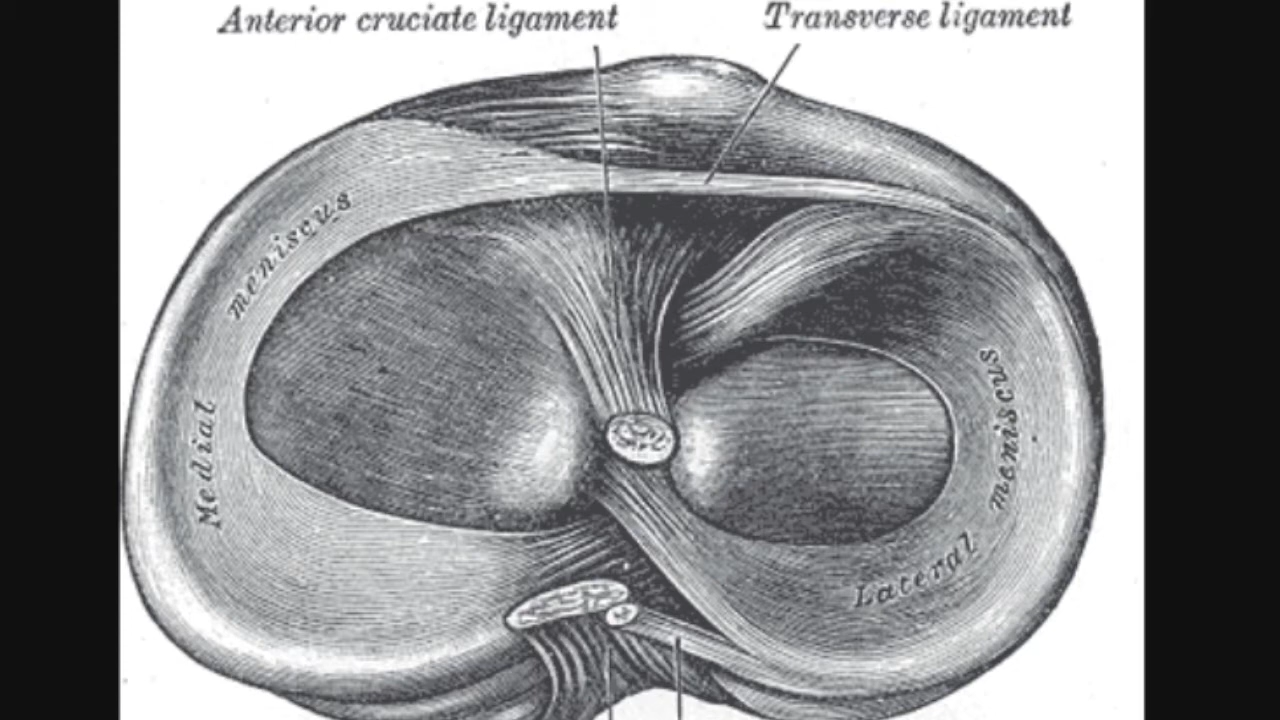 Anterior cruciate ligament
Transverse ligament
Medial meniscus
Lateral meniscus